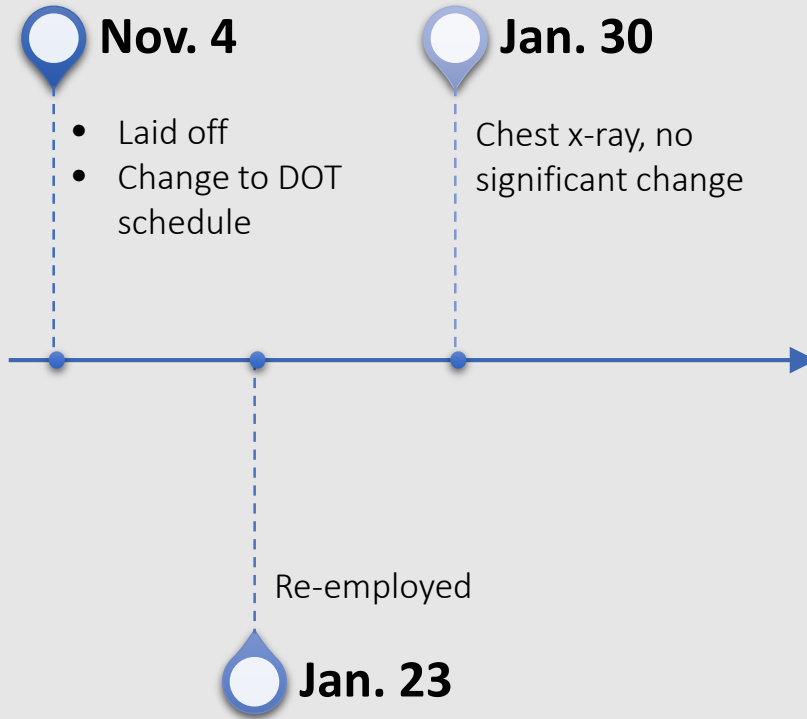 Nov. 4
• Laid off
• Change to DOT
schedule
Jan. 30
Chest x-ray, no
significant change
Re-employed
Jan. 23